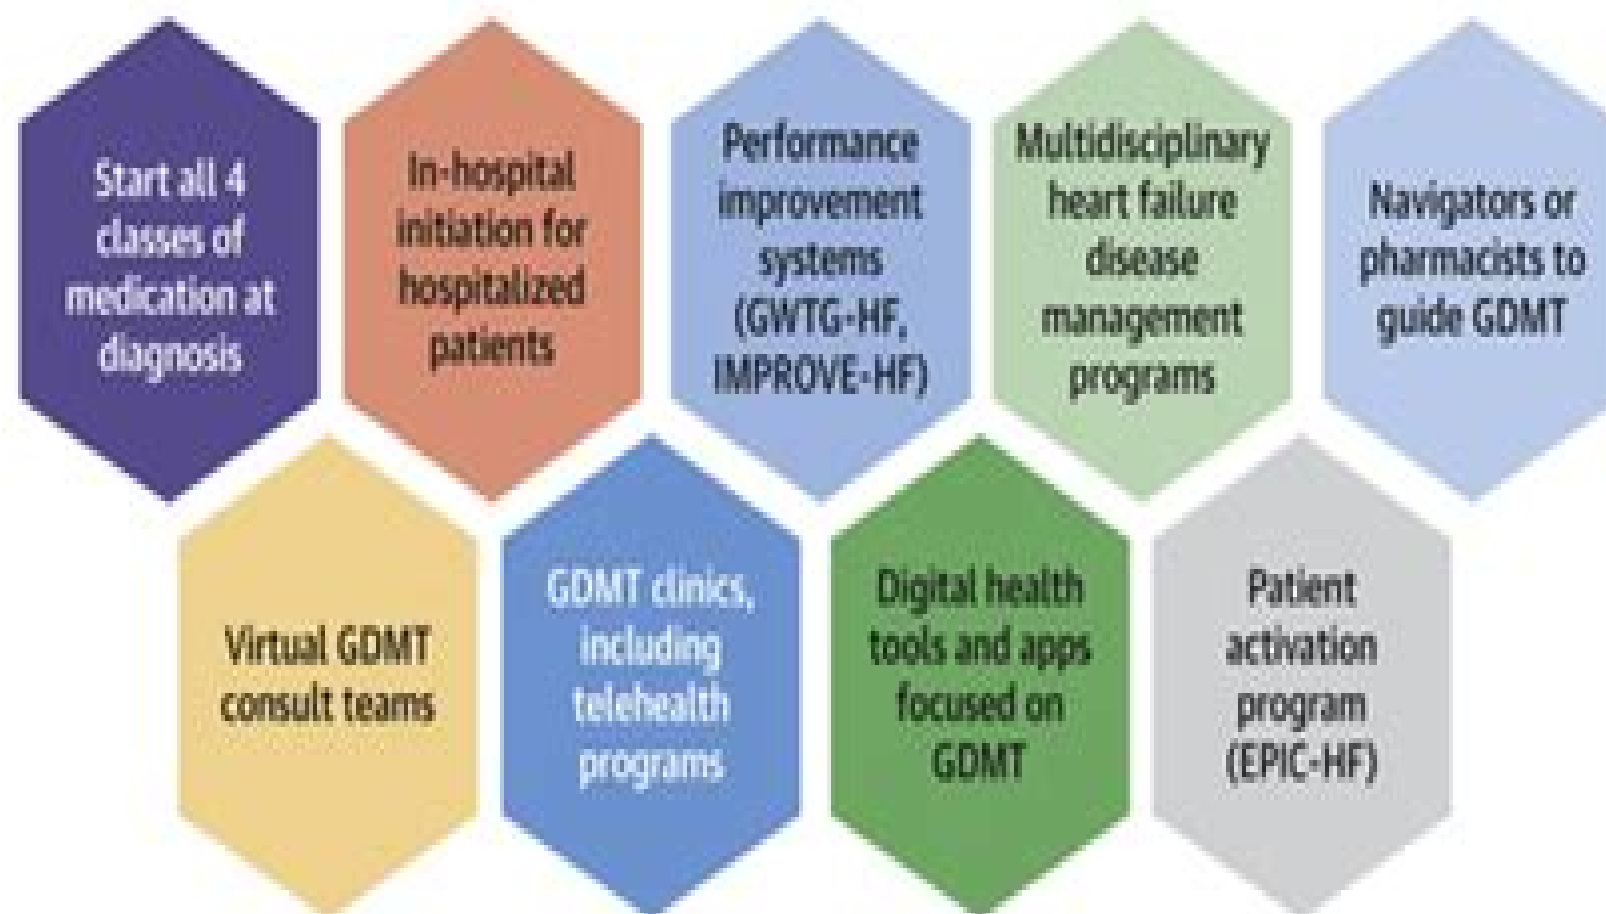 Start all 4
classes of
medication at
diagnosis
In-hospital
initiation for
hospitalized
patients
Performance
improvement
systems
(GWTG-HF,
IMPROVE-HF)
Multidisciplinary
heart failure
disease
management
programs
Navigators or
pharmacists to
guide GDMT
Virtual GDMT
consult teams
GDMT clinics,
including
telehealth
programs
Digital health
tools and apps
focused on
GDMT
Patient
activation
program
(EPIC-HF)